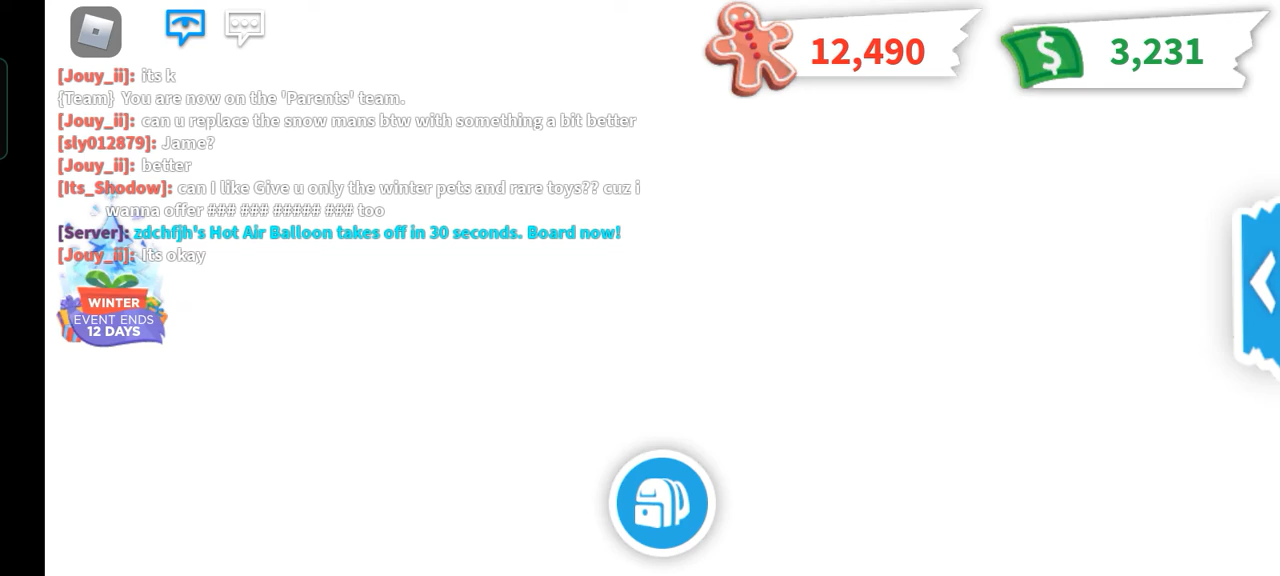 12,490
3,231
[Jouy_ii]: its k
{Team} You are now on the 'Parents' team.
[Jouy_ii]: can u replace the snow mans btw with something a bit better
[sly012879]: Jame?
[Jouy_ii]: better
[Its_Shodow]: can I like Give u only the winter pets and rare toys?? cuz i
wanna offer ### ### ##### ### too
[Server]: zdchfjh's Hot Air Balloon takes off in 30 seconds. Board now!
[Jouy_ii]: Its okay
WINTER
EVENT ENDS
12 DAYS